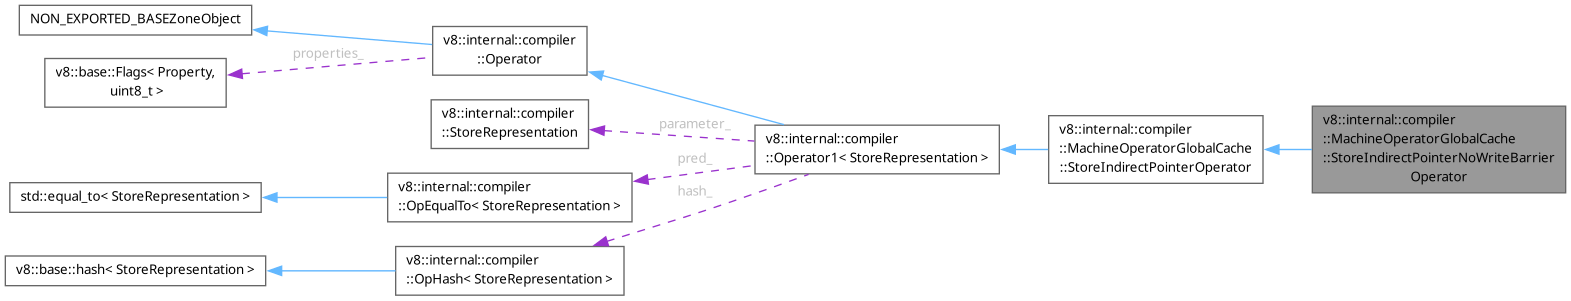 NON_EXPORTED_BASEZoneObject
v8::base::Flags< Property,
uint8_t >
properties_
v8::internal::compiler
::Operator
v8::internal::compiler
::StoreRepresentation
parameter_
pred_
hash_
std::equal_to< StoreRepresentation >
v8::internal::compiler
::OpEqualTo< StoreRepresentation >
v8::base::hash< StoreRepresentation >
v8::internal::compiler
::OpHash< StoreRepresentation >
v8::internal::compiler
::Operator1< StoreRepresentation >
v8::internal::compiler
::MachineOperatorGlobalCache
::StoreIndirectPointerOperator
v8::internal::compiler
::MachineOperatorGlobalCache
::StoreIndirectPointerNoWriteBarrier
Operator